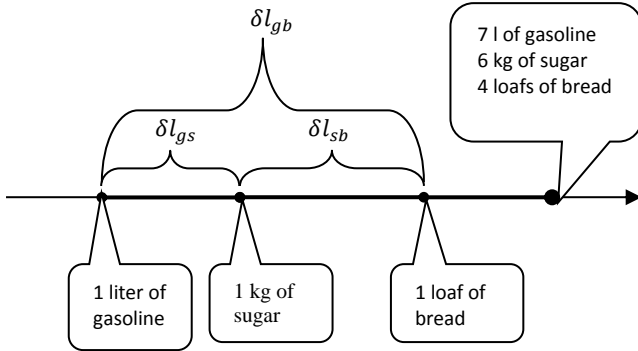 δl_gb
7 l of gasoline
6 kg of sugar
4 loafs of bread
δl_gs
δl_sb
1 liter of
gasoline
1 kg of
sugar
1 loaf of
bread